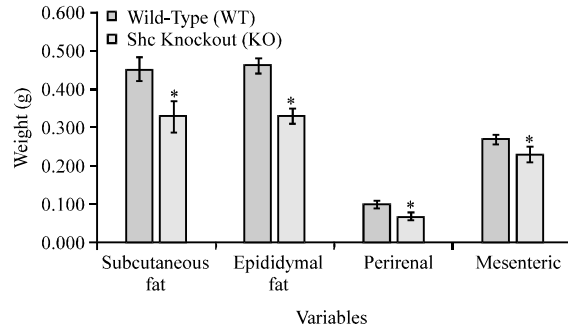 0.600
0.500
0.400
0.300
0.200
0.100
0.000
Weight (g)
Wild-Type (WT)
Shc Knockout (KO)
*
*
*
*
Subcutaneous
fat
Epididymal
fat
Perirenal
Mesenteric
Variables